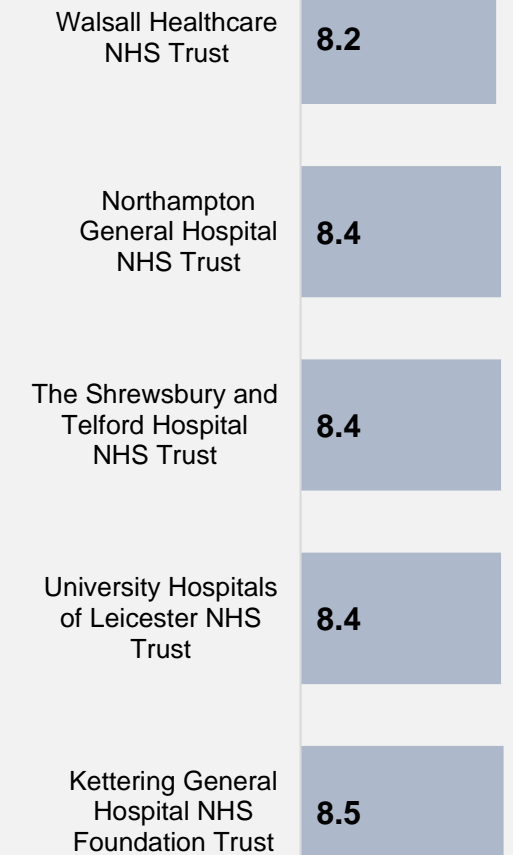 Walsall Healthcare
NHS Trust
8.2
Northampton
General Hospital
NHS Trust
8.4
The Shrewsbury and
Telford Hospital
NHS Trust
8.4
University Hospitals
of Leicester NHS
Trust
8.4
Kettering General
Hospital NHS
Foundation Trust
8.5